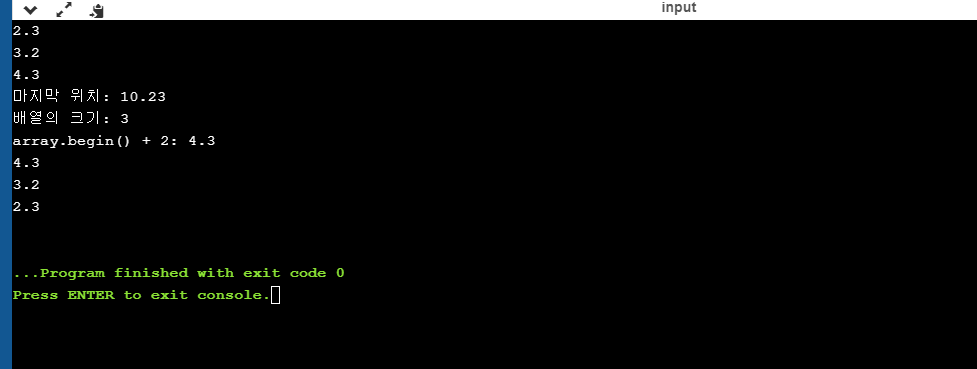 input
2.3
3.2
4.3
마지막 위치: 10.23
배열의 크기: 3
array.begin() + 2: 4.3
4.3
3.2
2.3
...Program finished with exit code 0
Press ENTER to exit console.